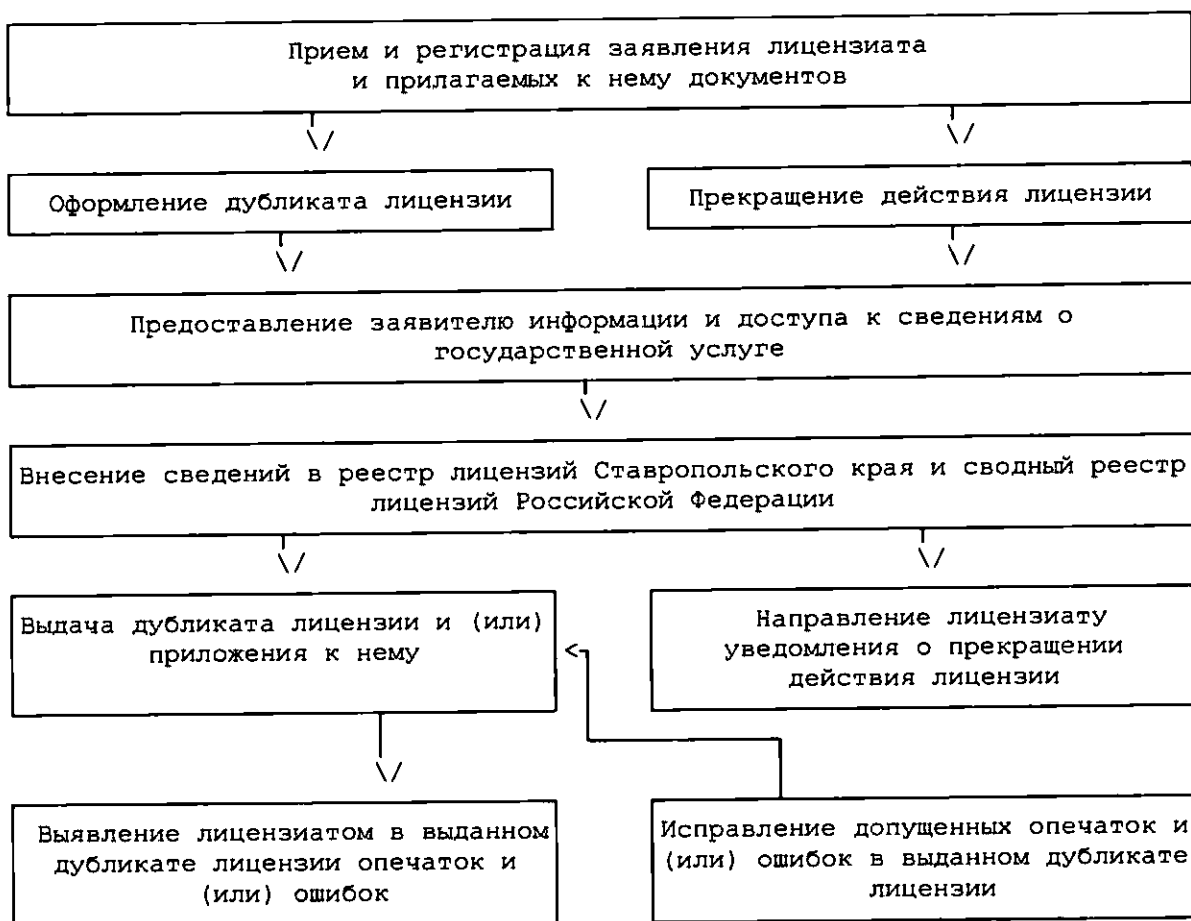 Прием и регистрация заявления лицензиата
и прилагаемых к нему документов
Оформление дубликата лицензии
Прекращение действия лицензии
Предоставление заявителю информации и доступа к сведениям о
государственной услуге
Внесение сведений в реестр лицензий Ставропольского края и сводный реестр
лицензий Российской Федерации
Выдача дубликата лицензии и (или)
приложения к нему
Направление лицензиату
уведомления о прекращении
действия лицензии
Выявление лицензиатом в выданном
дубликате лицензии опечаток и
(или) ошибок
Исправление допущенных опечаток и
(или) ошибок в выданном дубликате
лицензии